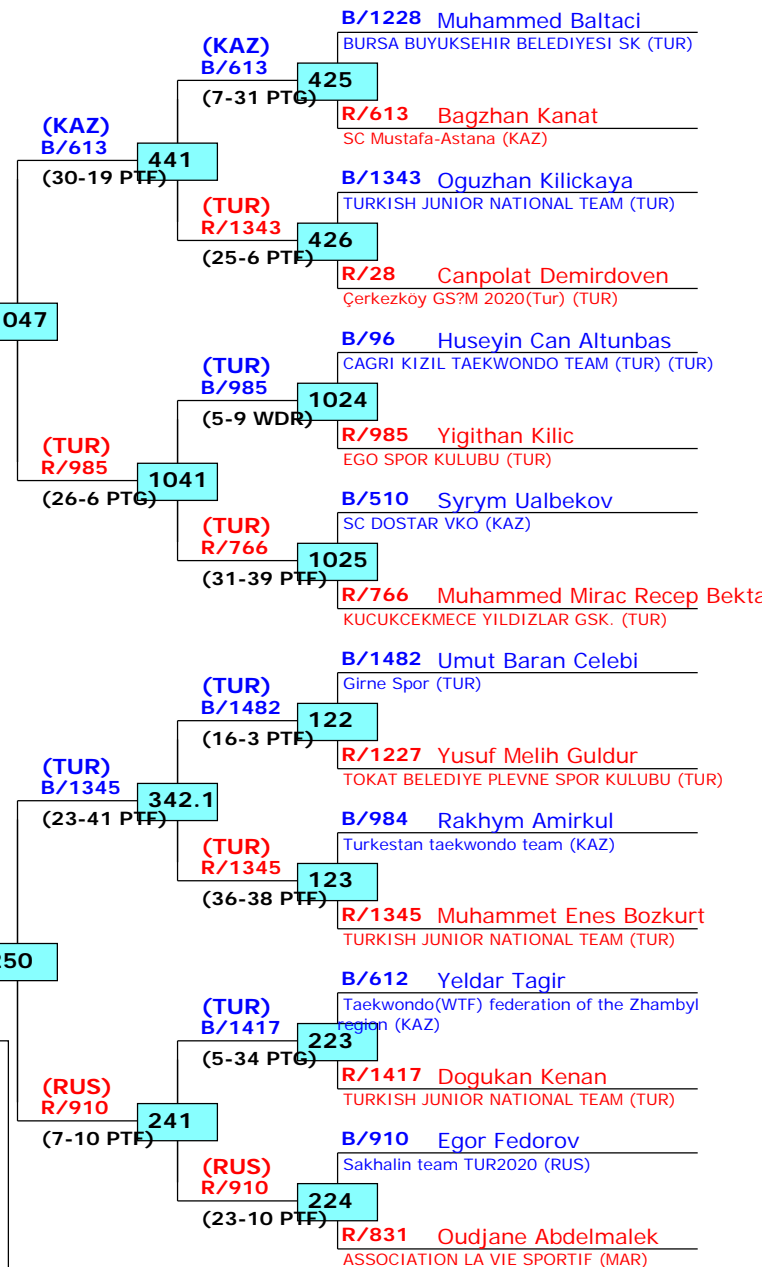 B/1228 Muhammed Baltaci
BURSA BUYUKSEHIR BELEDIYESI SK (TUR)
(KAZ)
B/613
425
(7-31 PTG)
R/613 Bagzhan Kanat
SC Mustafa-Astana (KAZ)
(KAZ)
B/613
441
(30-19 PTF)
B/1343 Oguzhan Kilickaya
TURKISH JUNIOR NATIONAL TEAM (TUR)
(TUR)
R/1343
426
(25-6 PTF)
R/28 Canpolat Demirdoven
Çerkezköy GS?M 2020(Tur) (TUR)
047
B/96 Huseyin Can Altunbas
CAGRI KIZIL TAEKWONDO TEAM (TUR) (TUR)
(TUR)
B/985
1024
(5-9 WDR)
R/985 Yigithan Kilic
EGO SPOR KULUBU (TUR)
(TUR)
R/985
1041
(26-6 PTG)
B/510 Syrym Ualbekov
SC DOSTAR VKO (KAZ)
(TUR)
R/766
1025
(31-39 PTF)
R/766 Muhammed Mirac Recep Bekta
KUCUKCEKMECE YILDIZLAR GSK. (TUR)
B/1482 Umut Baran Celebi
Girne Spor (TUR)
(TUR)
B/1482
122
(16-3 PTF)
R/1227 Yusuf Melih Guldur
TOKAT BELEDIYE PLEVNE SPOR KULUBU (TUR)
(TUR)
B/1345
342.1
(23-41 PTF)
B/984 Rakhym Amirkul
Turkestan taekwondo team (KAZ)
(TUR)
R/1345
123
(36-38 PTF)
R/1345 Muhammet Enes Bozkurt
TURKISH JUNIOR NATIONAL TEAM (TUR)
50
B/612 Yeldar Tagir
Taekwondo(WTF) federation of the Zhambyl
region (KAZ)
(TUR)
B/1417
223
(5-34 PTG)
R/1417 Dogukan Kenan
TURKISH JUNIOR NATIONAL TEAM (TUR)
(RUS)
R/910
241
(7-10 PTF)
B/910 Egor Fedorov
Sakhalin team TUR2020 (RUS)
(RUS)
R/910
224
(23-10 PTF)
R/831 Oudjane Abdelmalek
ASSOCIATION LA VIE SPORTIF (MAR)